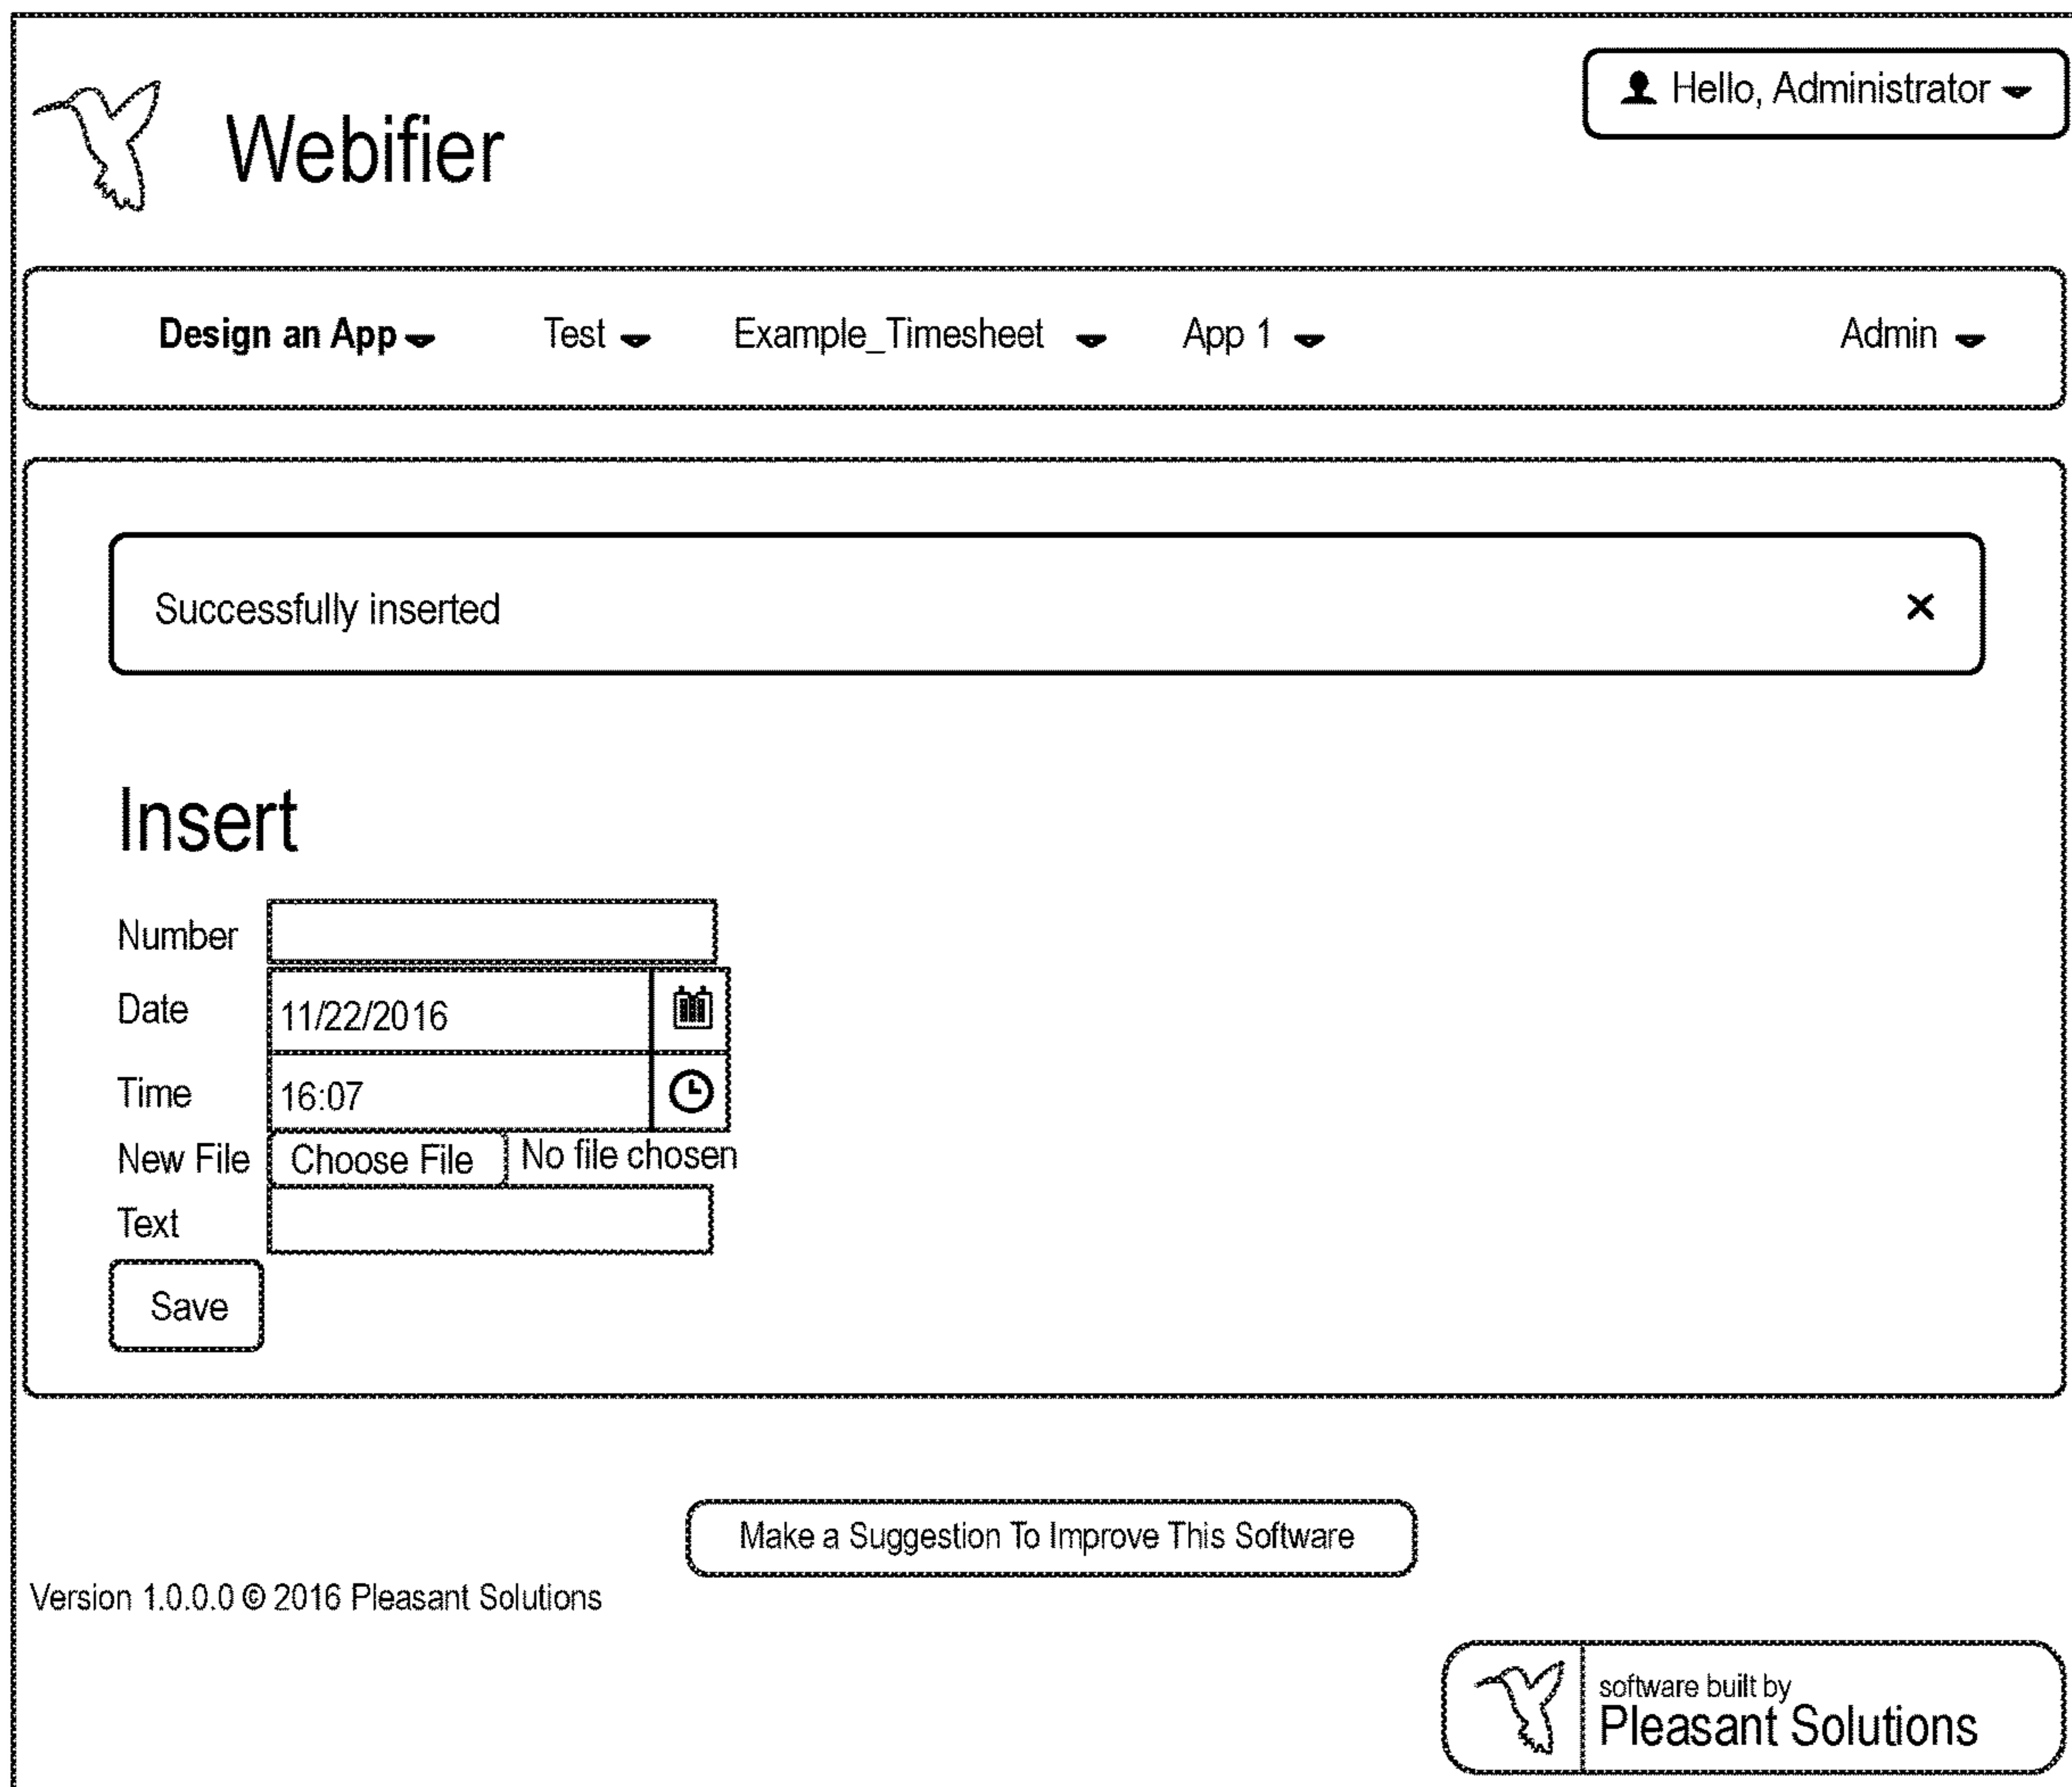 Hello, Administrator
Webifier
Design an App Test Example_Timesheet App 1 Admin
Successfully inserted ×
Insert
Number
Date 11/22/2016
Time 16:07
New File Choose File No file chosen
Text
Save
Make a Suggestion To Improve This Software
Version 1.0.0.0 © 2016 Pleasant Solutions
software built by
Pleasant Solutions